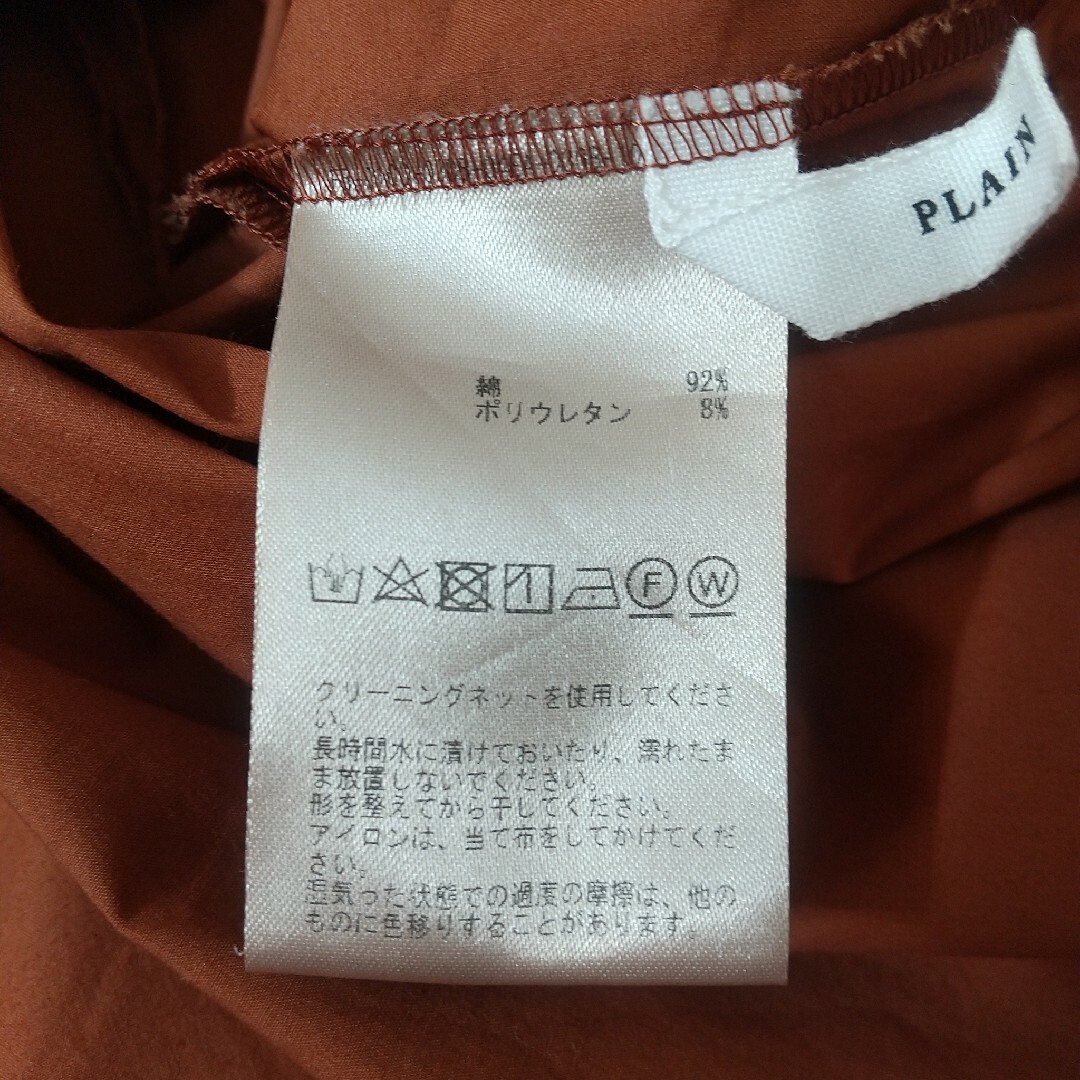 PLAIN
綿 92%
ポリウレタン 8%
F W
クリーニングネットを使用してくださ
い。
長時間水に漬けておいたり、濡れたま
ま放置しないでください。
形を整えてから干してください。
アイロンは、当て布をしてかけてくだ
さい。
湿気った状態での過度の摩擦は、他の
ものに色移りすることがあります。